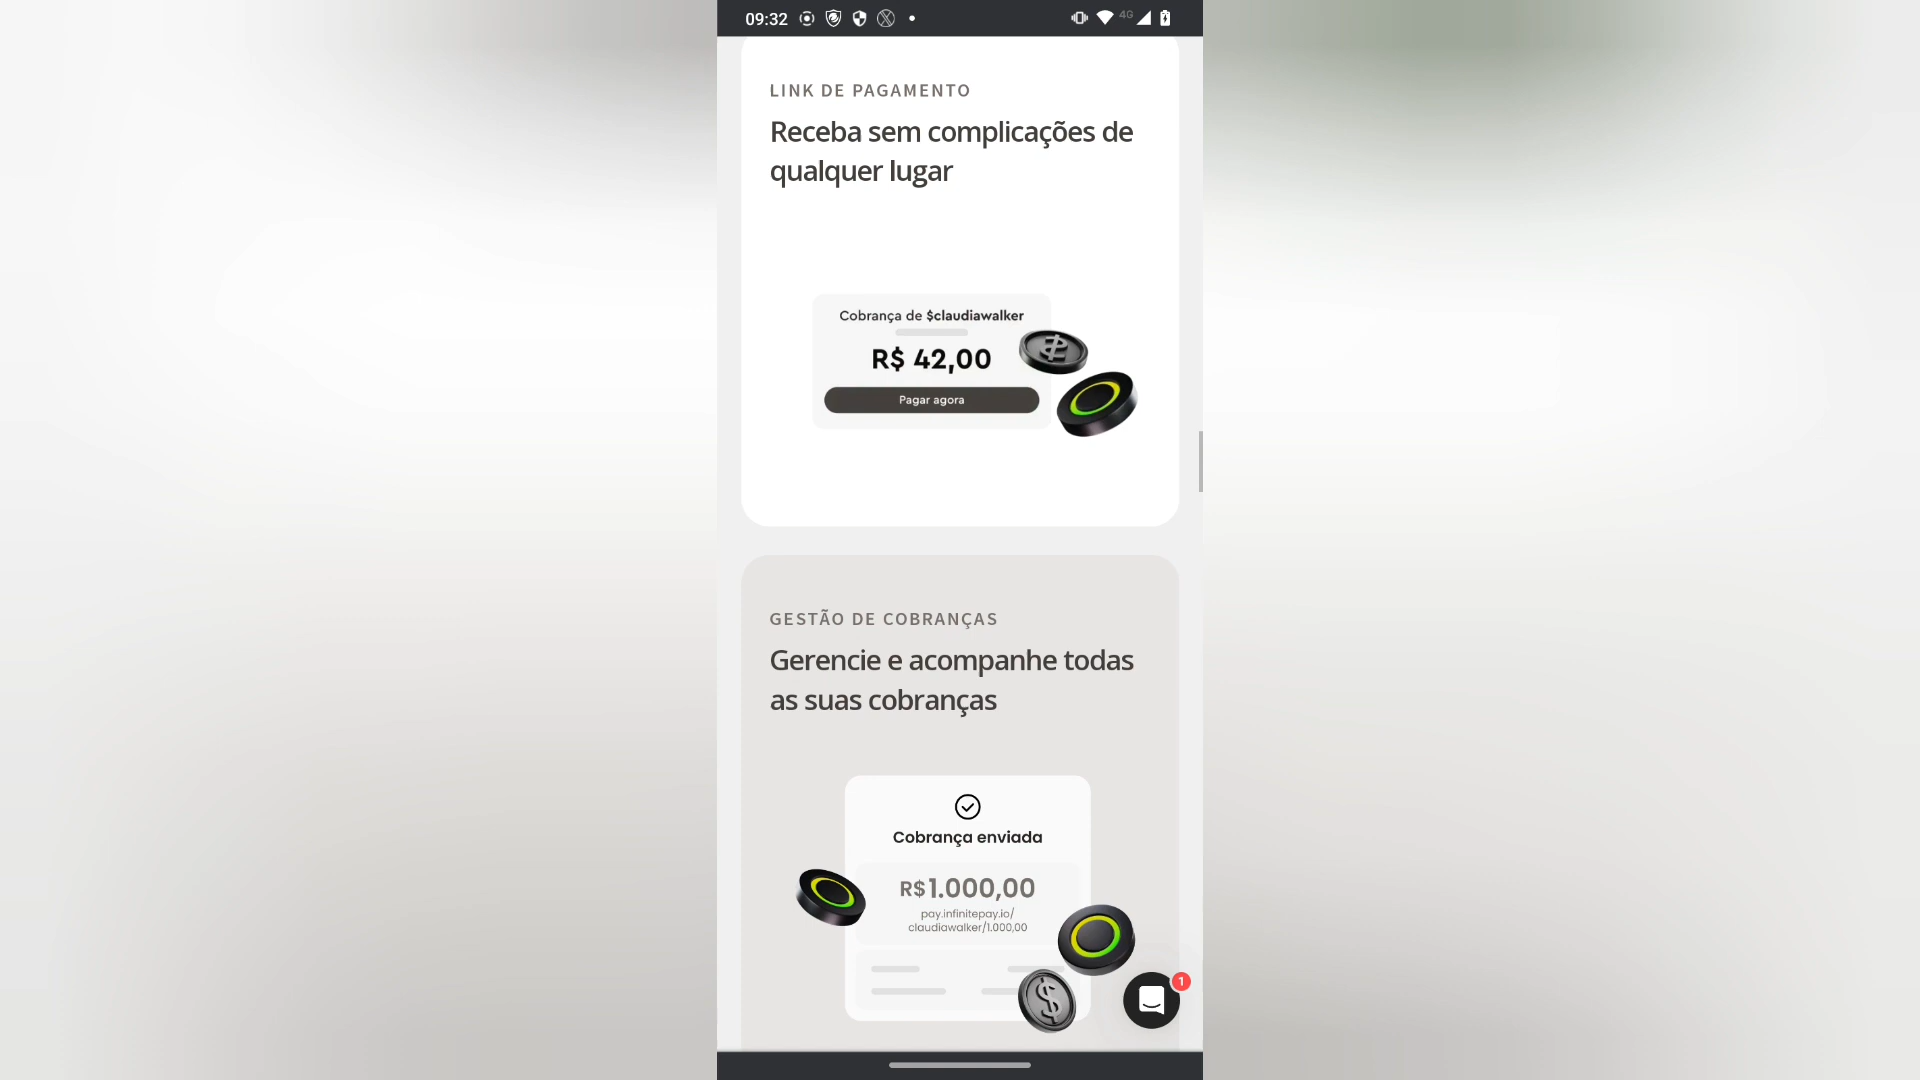 09:32
4G
LINK DE PAGAMENTO
Receba sem complicações de
qualquer lugar
Cobrança de $claudiawalker
R$ 42,00
Pagar agora
GESTÃO DE COBRANÇAS
Gerencie e acompanhe todas
as suas cobranças
Cobrança enviada
R$1.000,00
pay.infinitepay.io/
claudiawalker/1.000,00
1